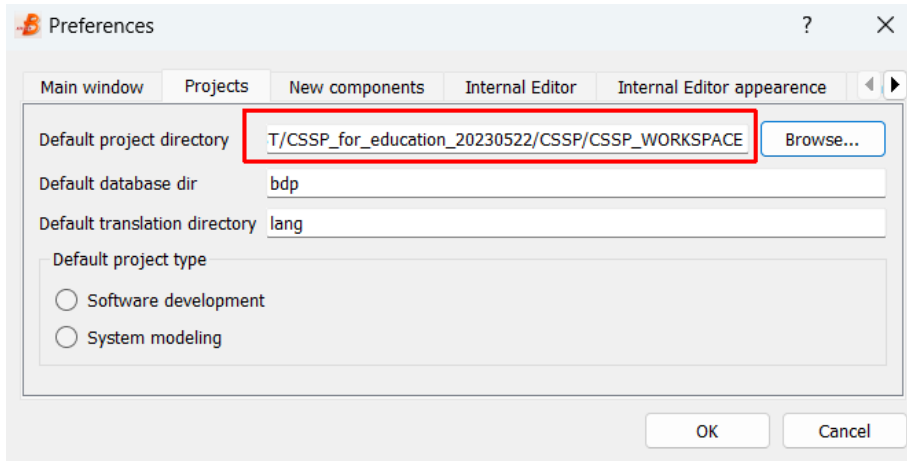 Preferences
?
Main window Projects New components Internal Editor Internal Editor appearence
Default project directory T/CSSP_for_education_20230522/CSSP/CSSP_WORKSPACE Browse...
Default database dir bdp
Default translation directory lang
Default project type
Software development
System modeling
OK Cancel